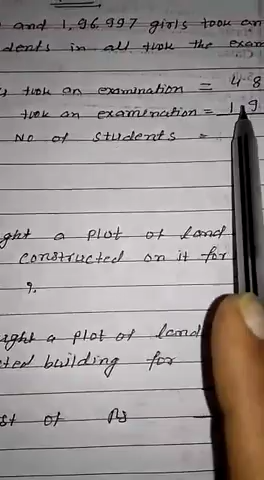 and 1,96,997 girls took an
dents in all took the exam
took an examination = 4 8
took an examination = 1 9
No of students =
ght a plot of land
constructed on it for
?.
ght a plot of land
ted building for
st of Rs